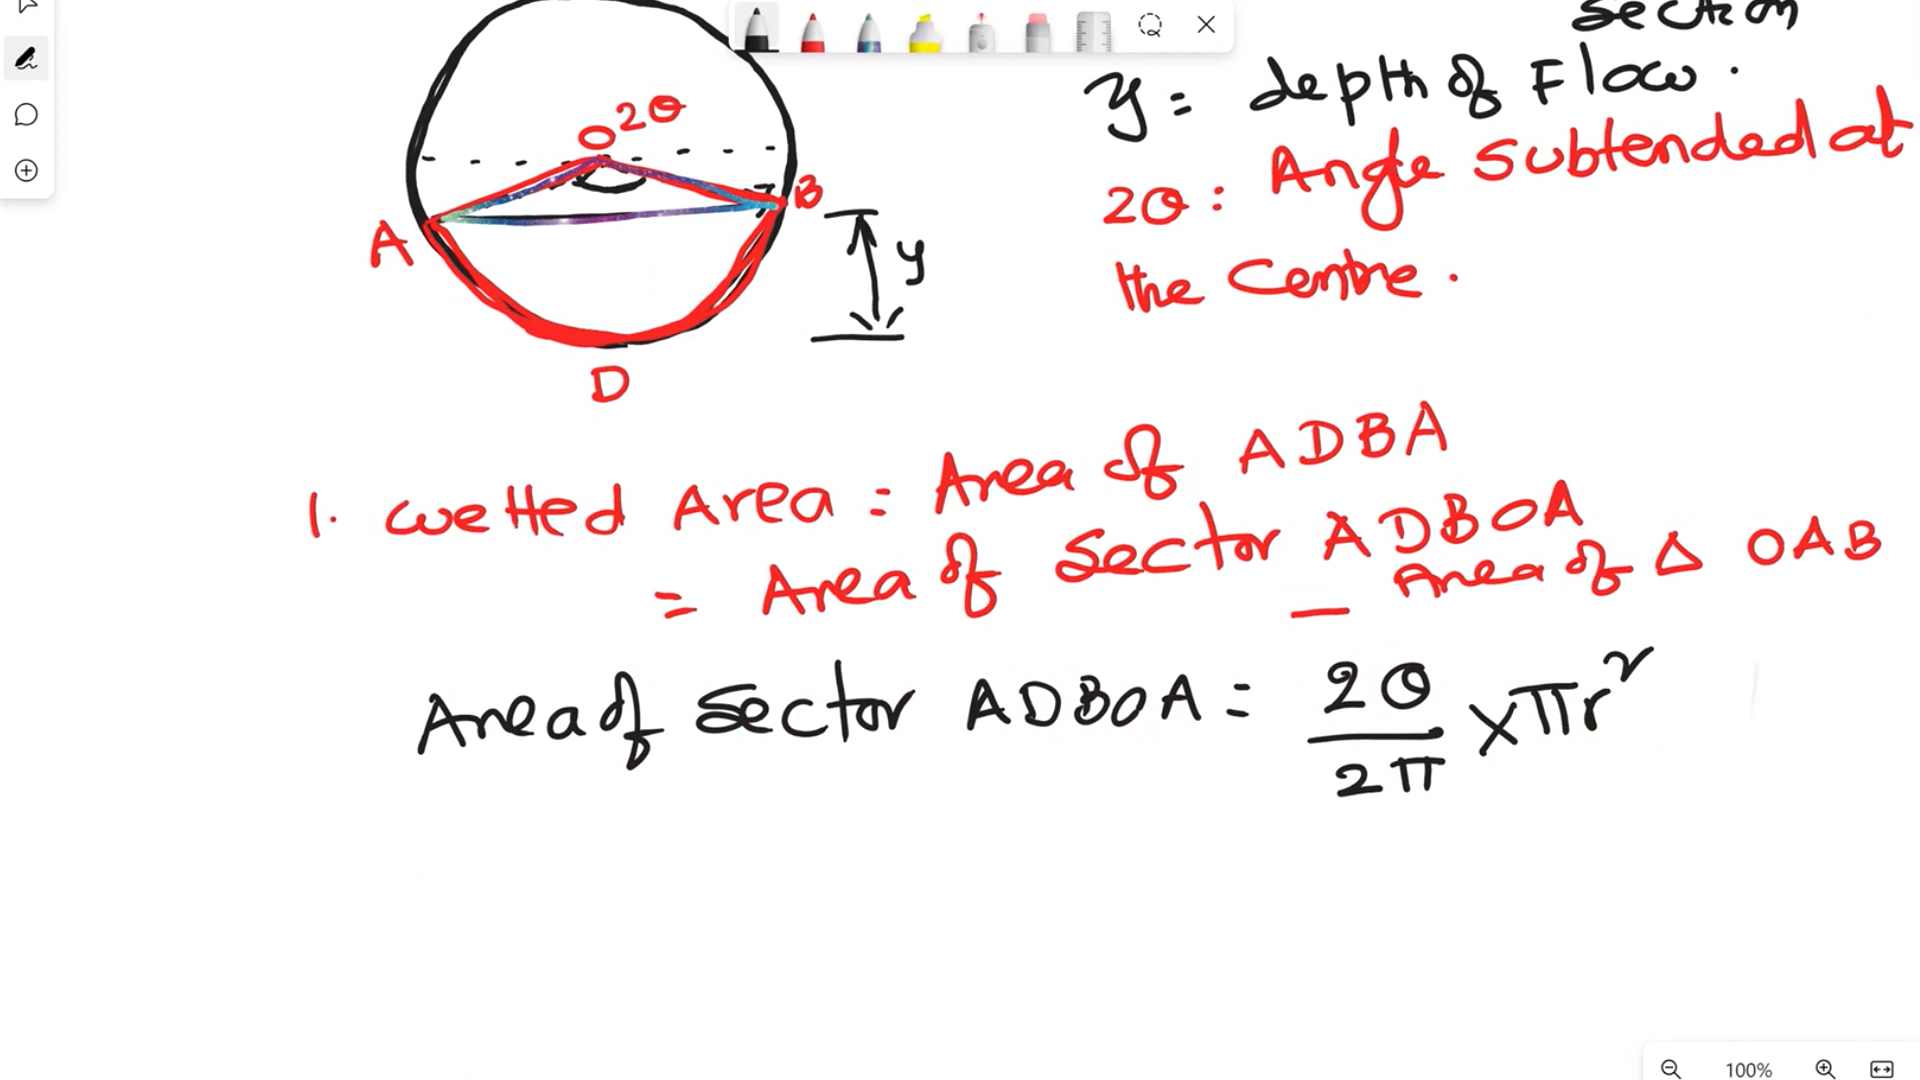 section
y = depth of Flow.
O 2θ
2θ : Angle Subtended at
B
A
y
the Centre.
D
1. Wetted Area = Area of ADBA
= Area of Sector ADBOA
— Area of Δ OAB
Area of Sector ADBOA = 2θ/2π × πr²
100%